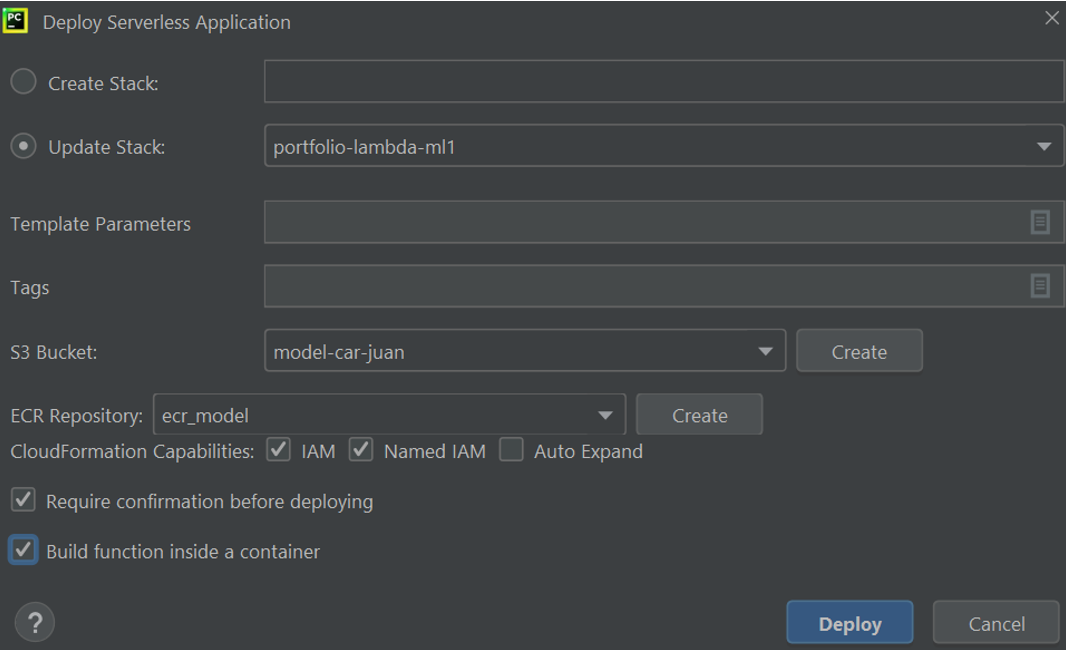 PC Deploy Serverless Application
Create Stack:
Update Stack: portfolio-lambda-ml1
Template Parameters
Tags
S3 Bucket: model-car-juan Create
ECR Repository: ecr_model Create
CloudFormation Capabilities: IAM Named IAM Auto Expand
Require confirmation before deploying
Build function inside a container
? Deploy Cancel